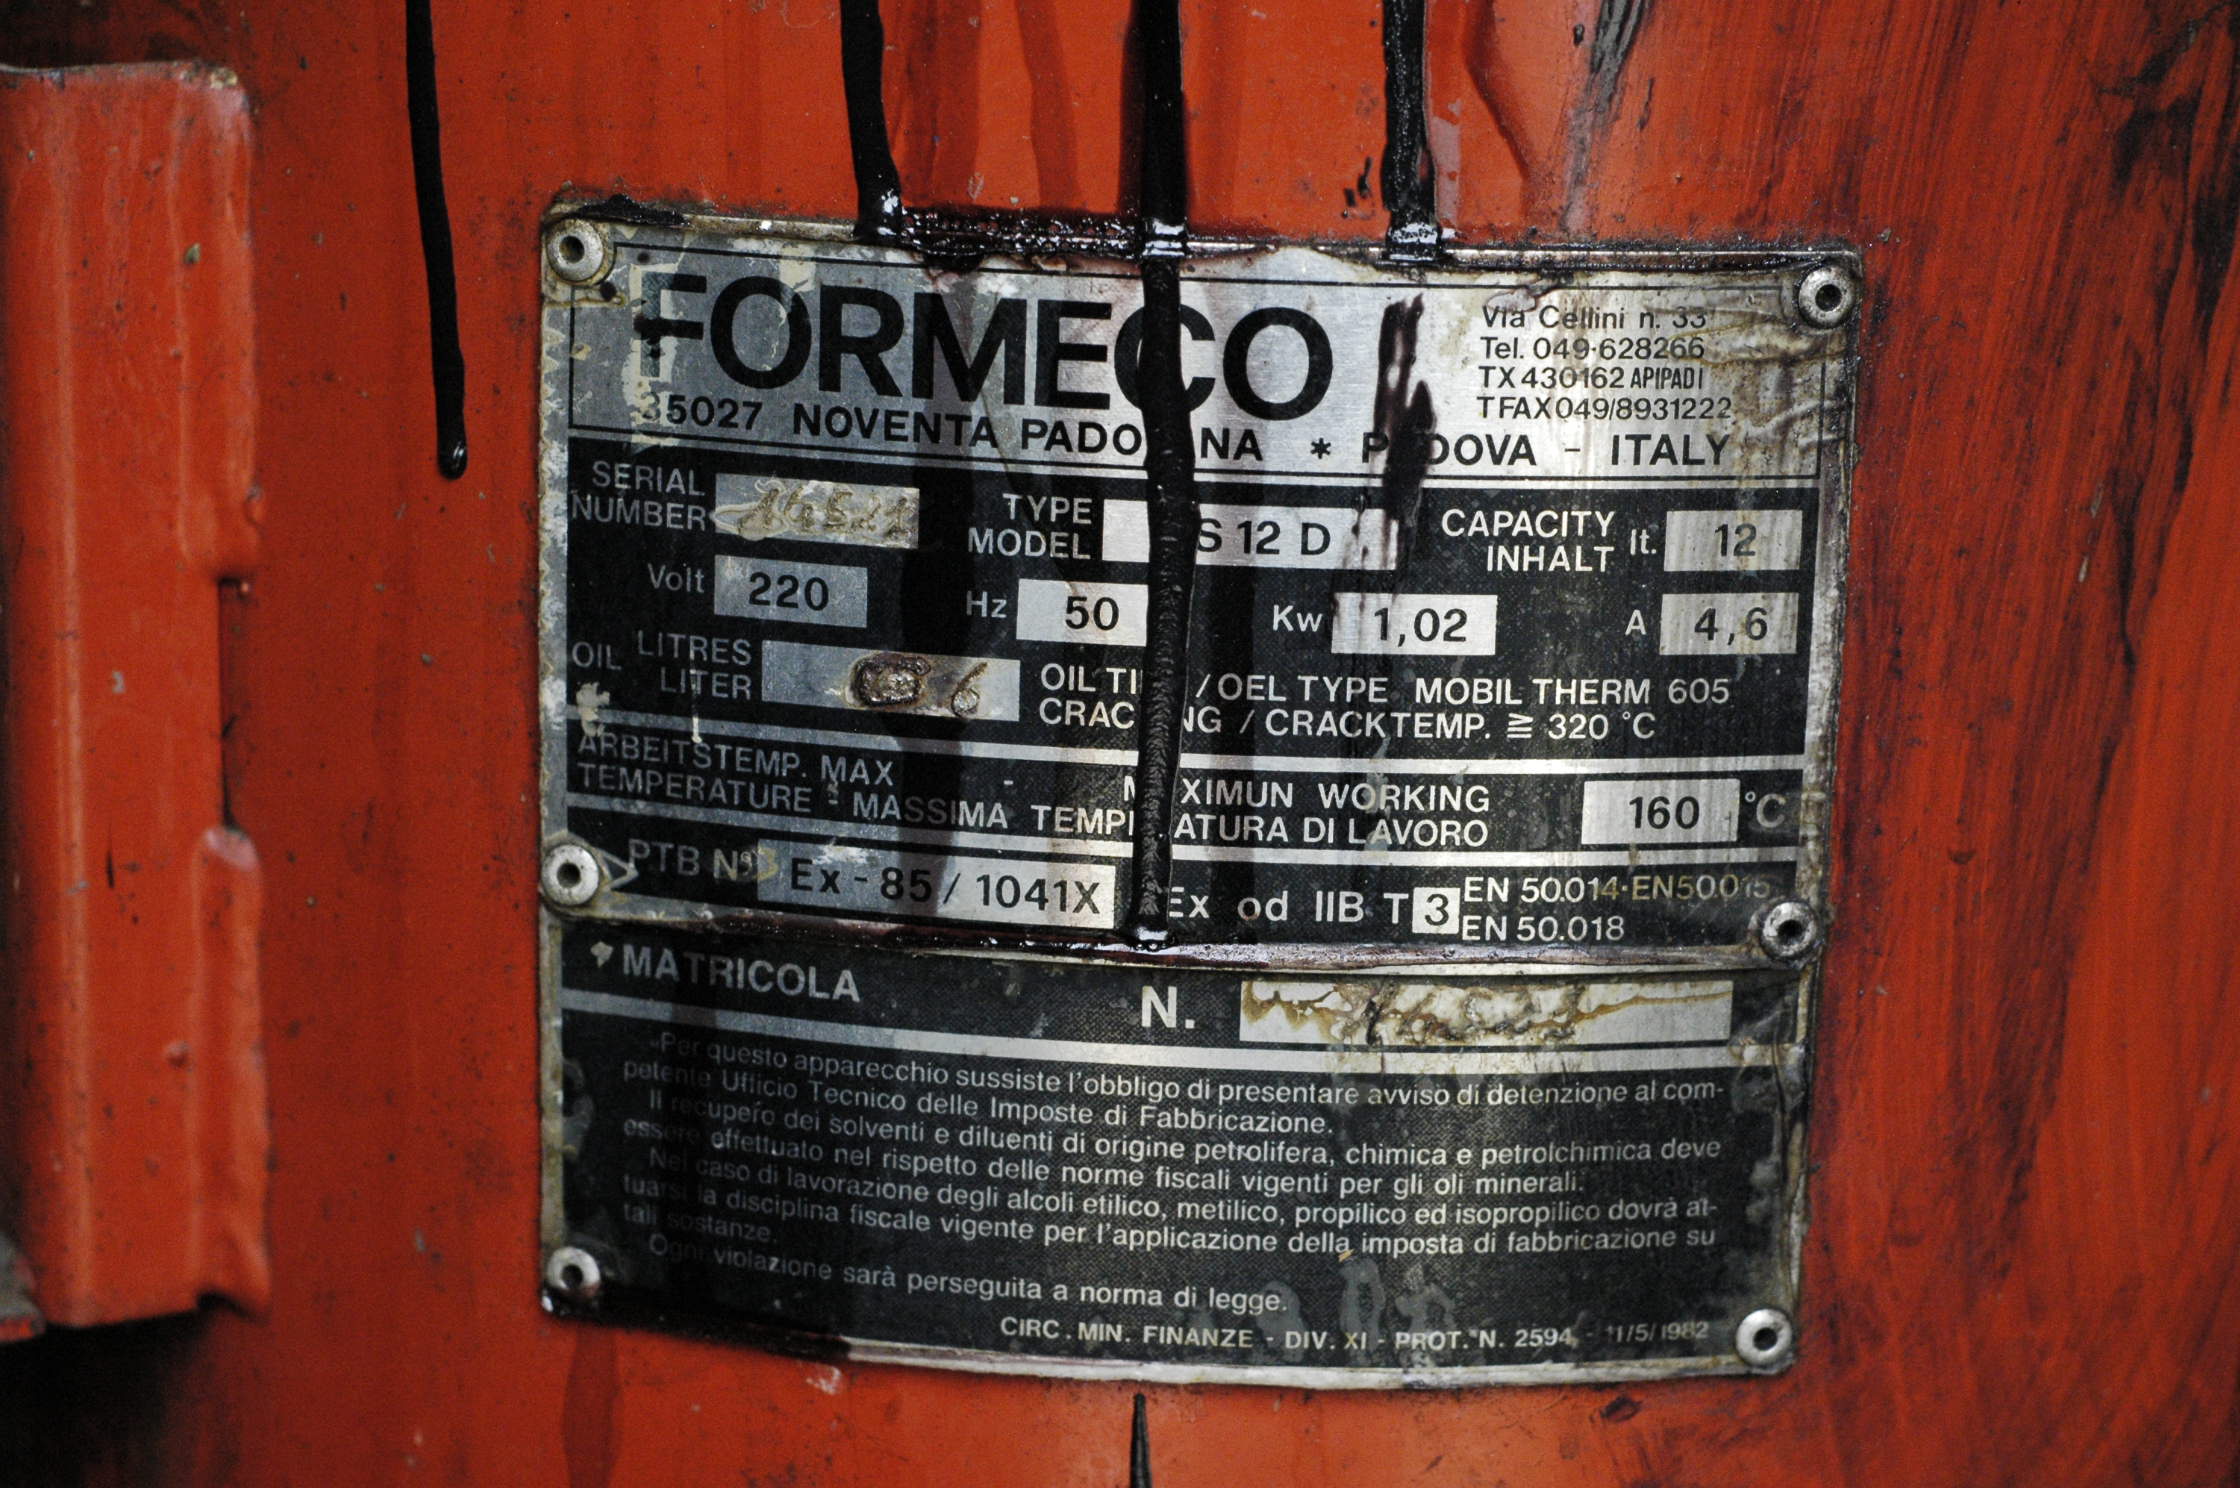 FORMECO
Via Cellini n. 33
Tel. 049·628266
TX 430162 APIPADI
TFAX049/8931222
35027 NOVENTA PADO NA * P DOVA - ITALY
SERIAL
NUMBER
TYPE
MODEL S 12 D
CAPACITY
INHALT lt. 12
Volt 220 Hz 50 Kw 1,02 A 4,6
OIL LITRES
LITER 6
OIL TI /OEL TYPE MOBIL THERM 605
CRAC NG / CRACKTEMP. ≧ 320 °C
ARBEITSTEMP. MAX - M XIMUN WORKING
TEMPERATURE - MASSIMA TEMP ATURA DI LAVORO 160 °C
PTB Nº Ex - 85 / 1041X Ex od IIB T 3 EN 50.014·EN50.015
EN 50.018
MATRICOLA N.
«Per questo apparecchio sussiste l'obbligo di presentare avviso di detenzione al com-
petente Ufficio Tecnico delle Imposte di Fabbricazione.
Il recupero dei solventi e diluenti di origine petrolifera, chimica e petrolchimica deve
essere effettuato nel rispetto delle norme fiscali vigenti per gli oli minerali.
Nel caso di lavorazione degli alcoli etilico, metilico, propilico ed isopropilico dovrà at-
tuarsi la disciplina fiscale vigente per l'applicazione della imposta di fabbricazione su
tali sostanze.
Ogni violazione sarà perseguita a norma di legge.
CIRC. MIN. FINANZE - DIV. XI - PROT. N. 2594 - 11/5/1982